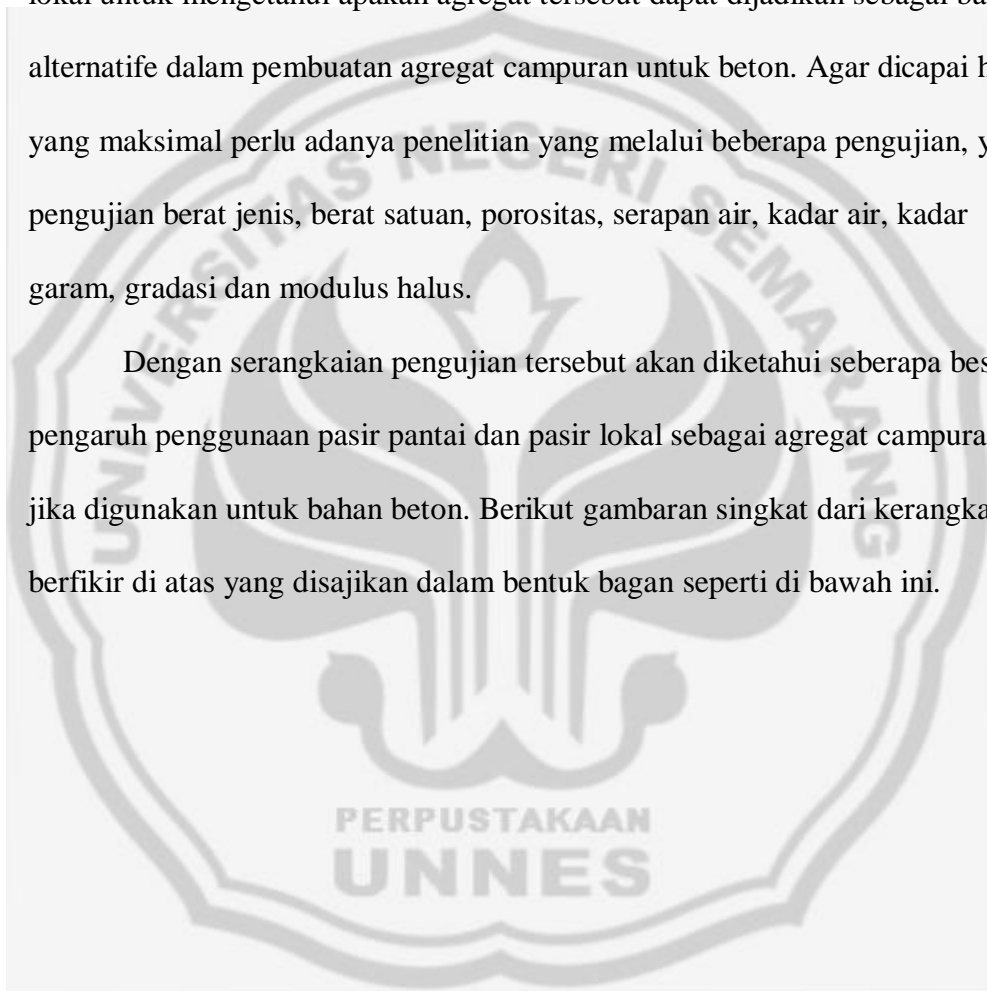 lokal untuk mengetahui apakah agregat tersebut dapat dijadikan sebagai
alternatife dalam pembuatan agregat campuran untuk beton. Agar dicapai
yang maksimal perlu adanya penelitian yang melalui beberapa pengujian,
pengujian berat jenis, berat satuan, porositas, serapan air, kadar air, kadar
garam, gradasi dan modulus halus.
Dengan serangkaian pengujian tersebut akan diketahui seberapa
pengaruh penggunaan pasir pantai dan pasir lokal sebagai agregat
jika digunakan untuk bahan beton. Berikut gambaran singkat dari kerangka
berfikir di atas yang disajikan dalam bentuk bagan seperti di bawah ini.
UNIVERSITAS NEGERI SEMARANG
PERPUSTAKAAN
UNNES